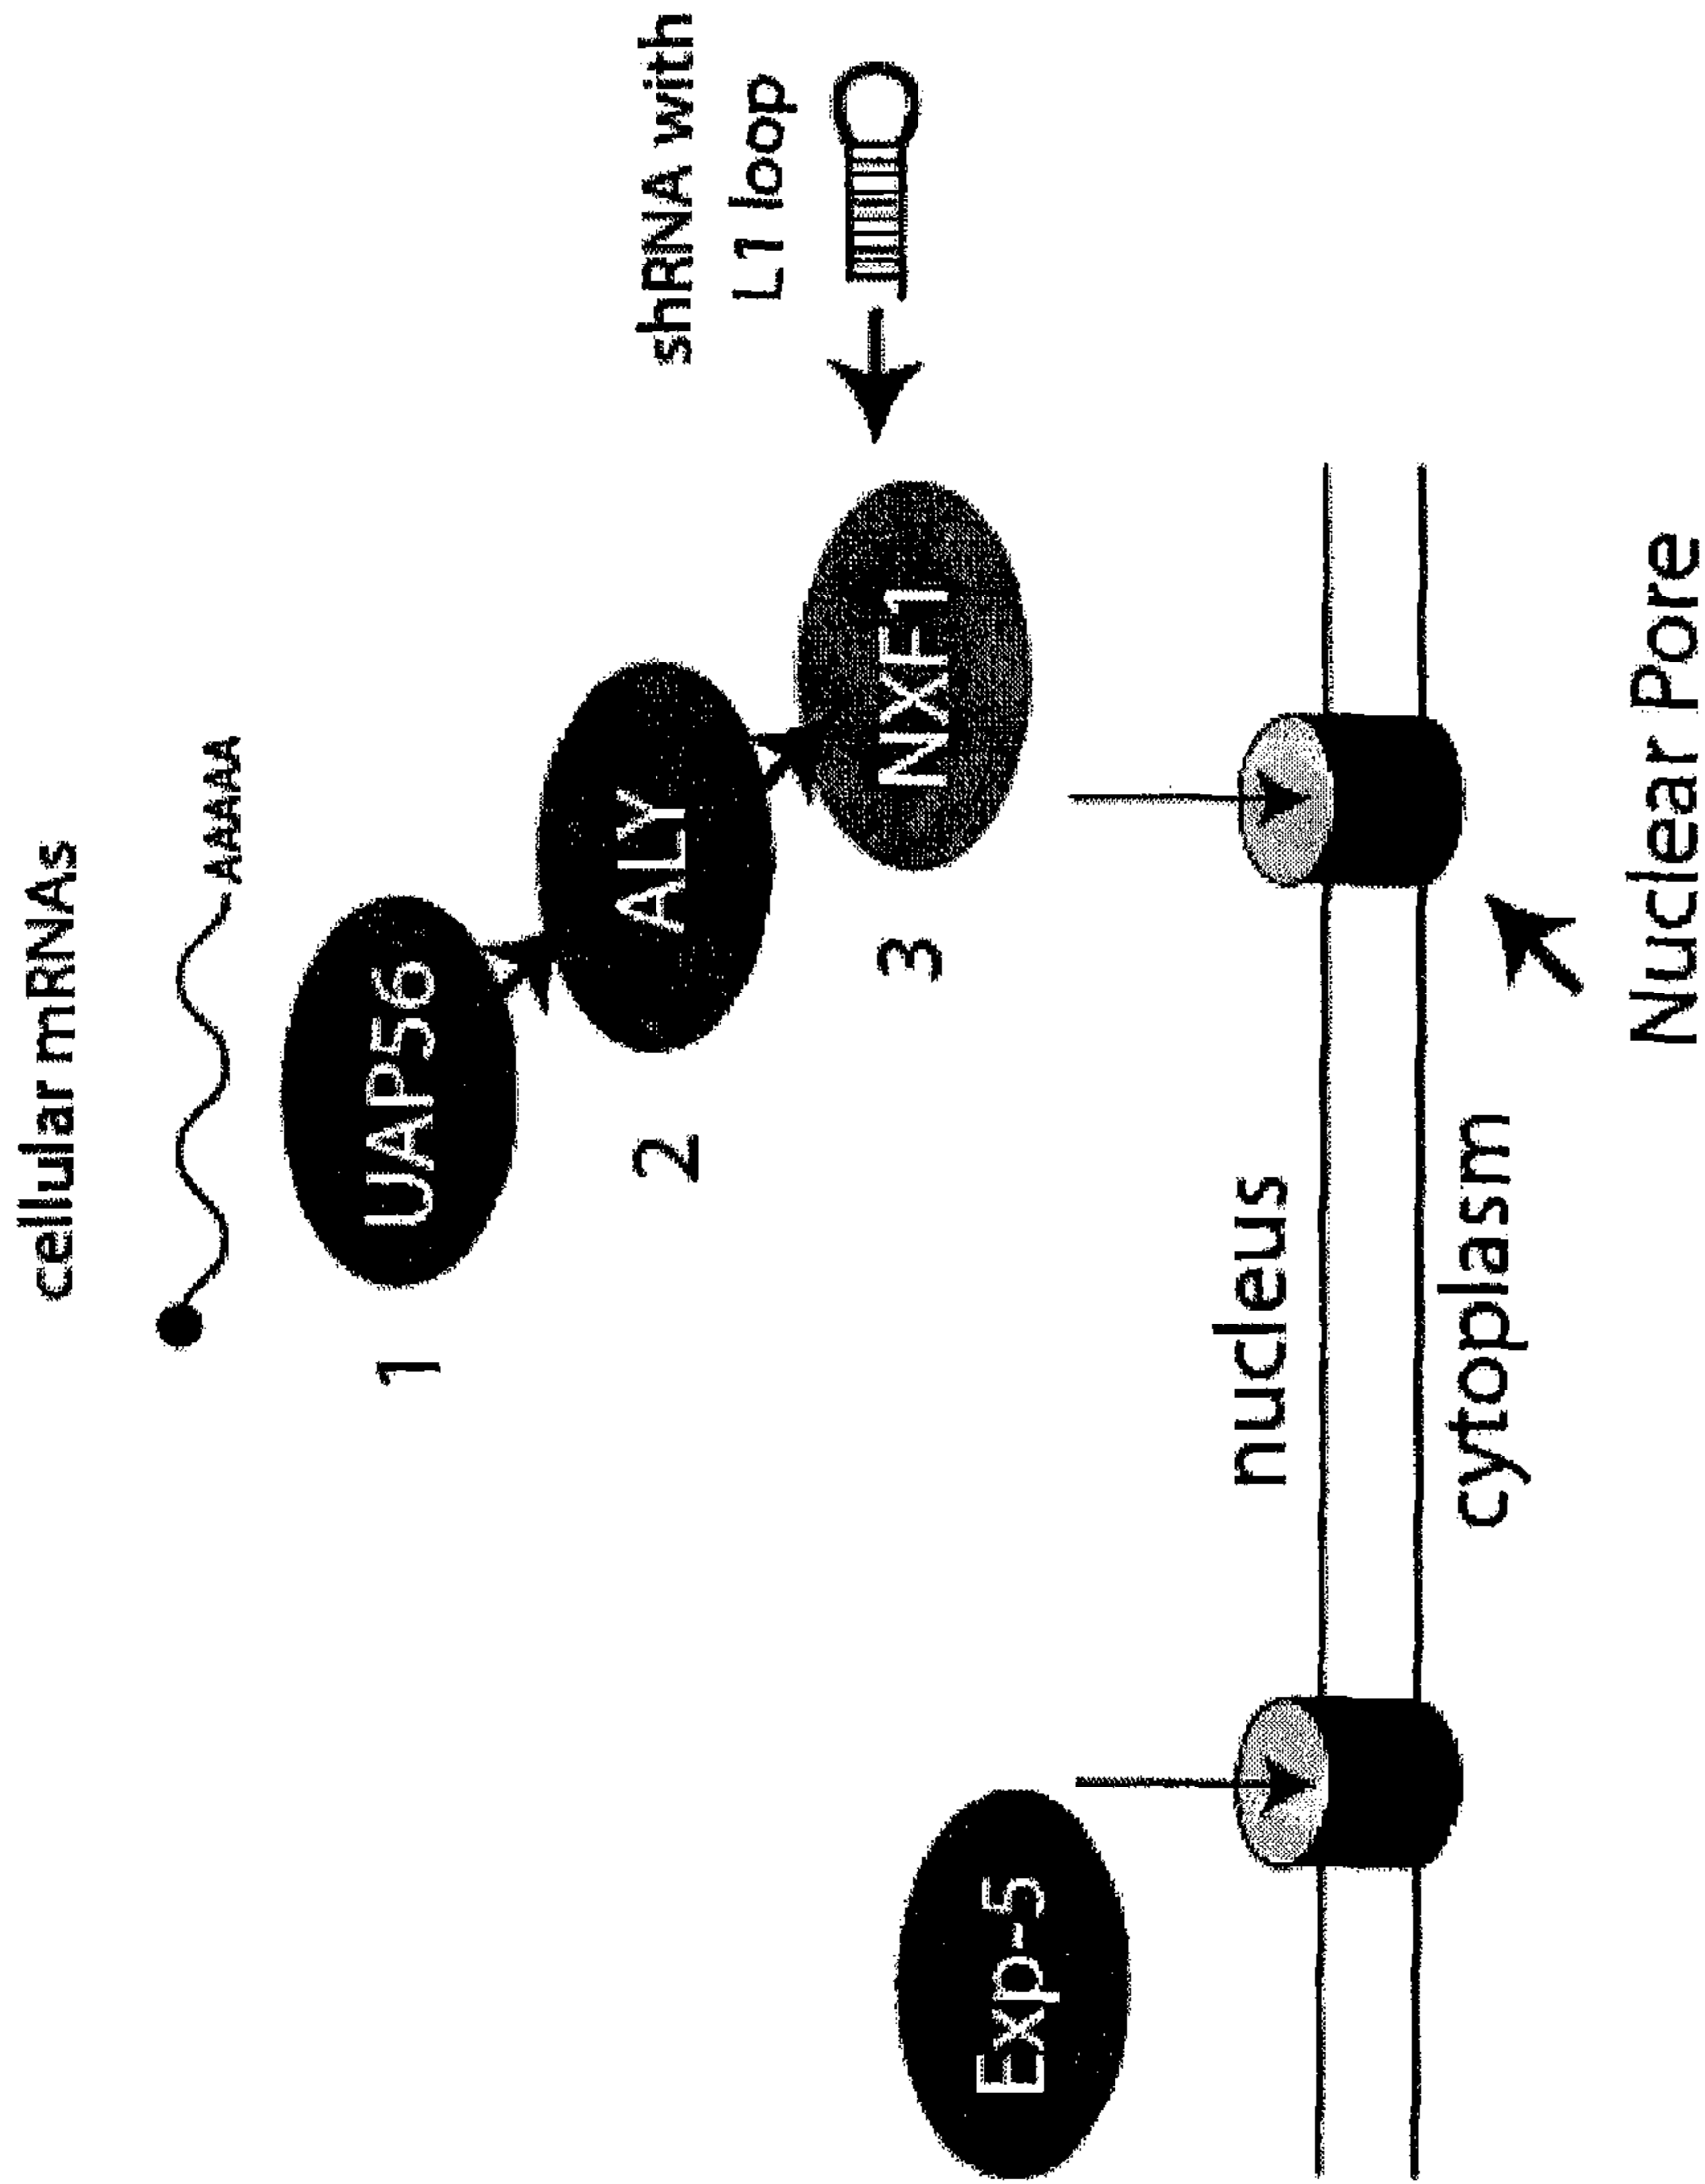 cellular mRNAs
AAAAA
1
UAP56
2
ALY
shRNA with
L1 loop
3
NXF1
Exp-5
nucleus
cytoplasm
Nuclear Pore